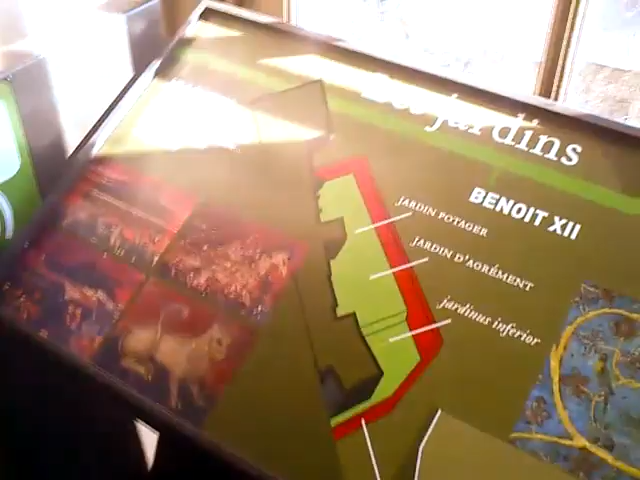 jardins
BENOIT XII
JARDIN POTAGER
JARDIN D'AGRÉMENT
jardinus inferior